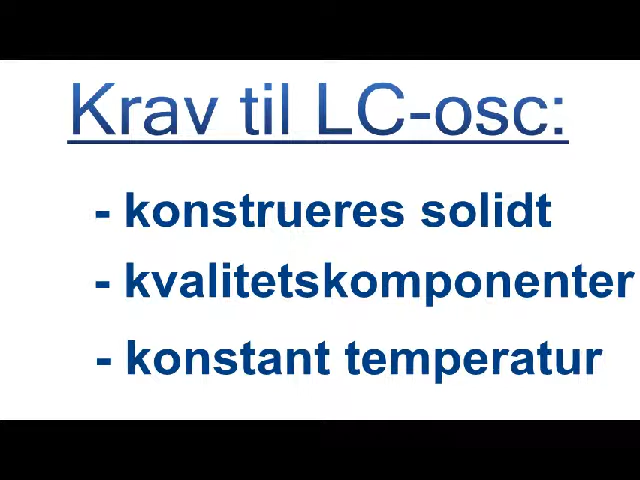 Krav til LC-osc:
- konstrueres solidt
- kvalitetskomponenter
- konstant temperatur